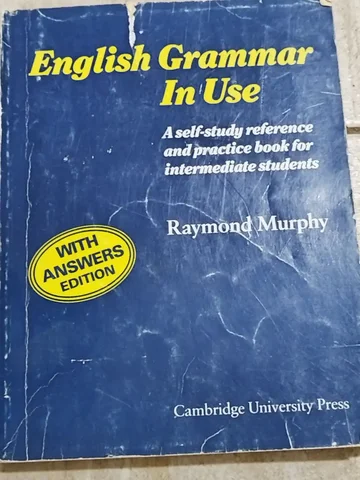 English Grammar
In Use
A self-study reference
and practice book for
intermediate students
Raymond Murphy
WITH
ANSWERS
EDITION
Cambridge University Press